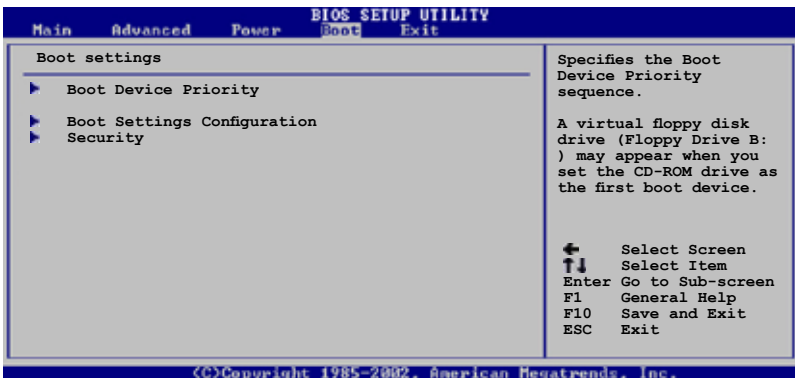 BIOS SETUP UTILITY
Main Advanced Power Boot Exit
Boot settings
Boot Device Priority
Boot Settings Configuration
Security
Specifies the Boot
Device Priority
sequence.
A virtual floppy disk
drive (Floppy Drive B:
) may appear when you
set the CD-ROM drive as
the first boot device.
Select Screen
Select Item
Enter Go to Sub-screen
F1 General Help
F10 Save and Exit
ESC Exit
(C)Copyright 1985-2002, American Megatrends, Inc.